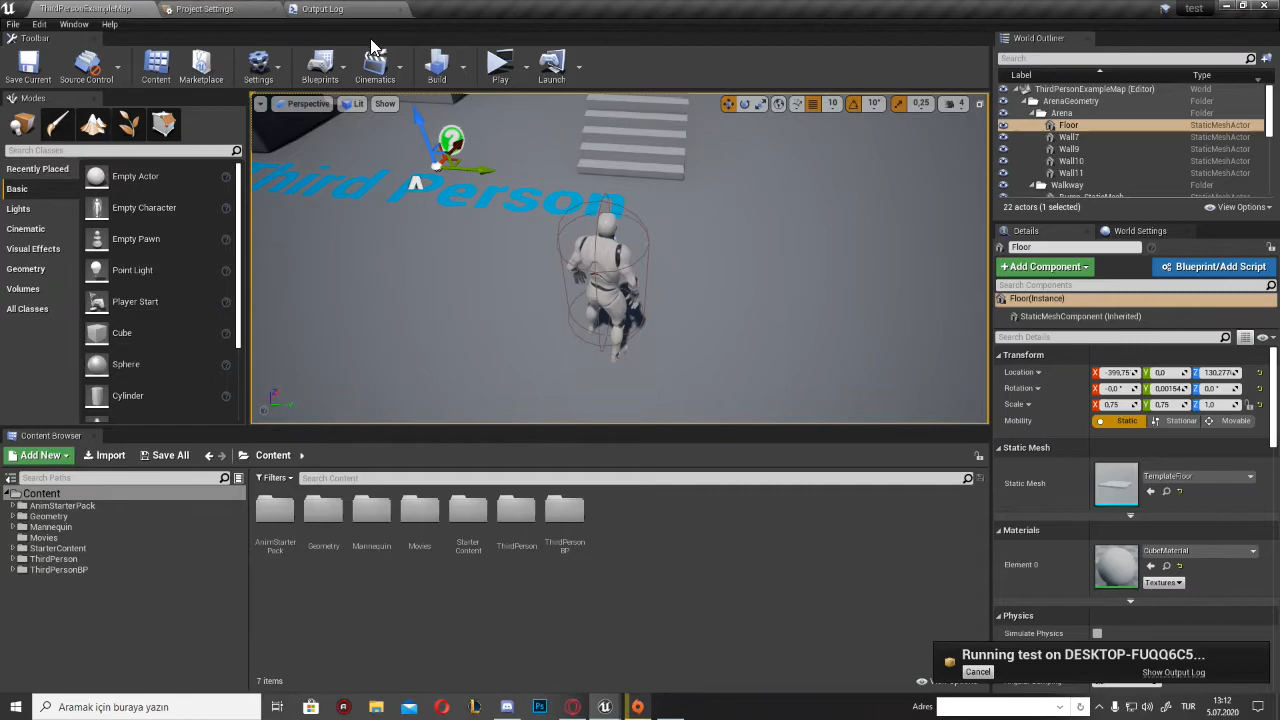 ThirdPersonExampleMap
Project Settings
Output Log
test
File Edit Window Help
Toolbar
Save Current
Source Control
Content
Marketplace
Settings
Blueprints
Cinematics
Build
Play
Launch
Modes
Search Classes
Recently Placed
Basic
Lights
Cinematic
Visual Effects
Geometry
Volumes
All Classes
Empty Actor
Empty Character
Empty Pawn
Point Light
Player Start
Cube
Sphere
Cylinder
Perspective Lit Show
10 10° 0,25 4
Third Person
World Outliner
Search
Label Type
ThirdPersonExampleMap (Editor) World
ArenaGeometry Folder
Arena Folder
Floor StaticMeshActor
Wall7 StaticMeshActor
Wall9 StaticMeshActor
Wall10 StaticMeshActor
Wall11 StaticMeshActor
Walkway Folder
22 actors (1 selected) View Options
Details World Settings
Floor
+Add Component Blueprint/Add Script
Search Components
Floor(Instance)
StaticMeshComponent (Inherited)
Search Details
Transform
Location X -399,75 Y 0,0 Z 130,277
Rotation X -0,0 ° Y 0,00154 Z 0,0 °
Scale X 0,75 Y 0,75 Z 1,0
Mobility Static Stationar Movable
Static Mesh
Static Mesh TemplateFloor
Materials
Element 0 CubeMaterial
Textures
Physics
Simulate Physics
Content Browser
Add New Import Save All Content
Search Paths
Filters Search Content
Content
AnimStarterPack
Geometry
Mannequin
Movies
StarterContent
ThirdPerson
ThirdPersonBP
AnimStarter
Pack
Geometry
Mannequin
Movies
Starter
Content
ThirdPerson
ThirdPerson
BP
7 items
Running test on DESKTOP-FUQQ6C5...
Cancel Show Output Log
Aramak için buraya yazın
Adres
TUR
13:12
5.07.2020